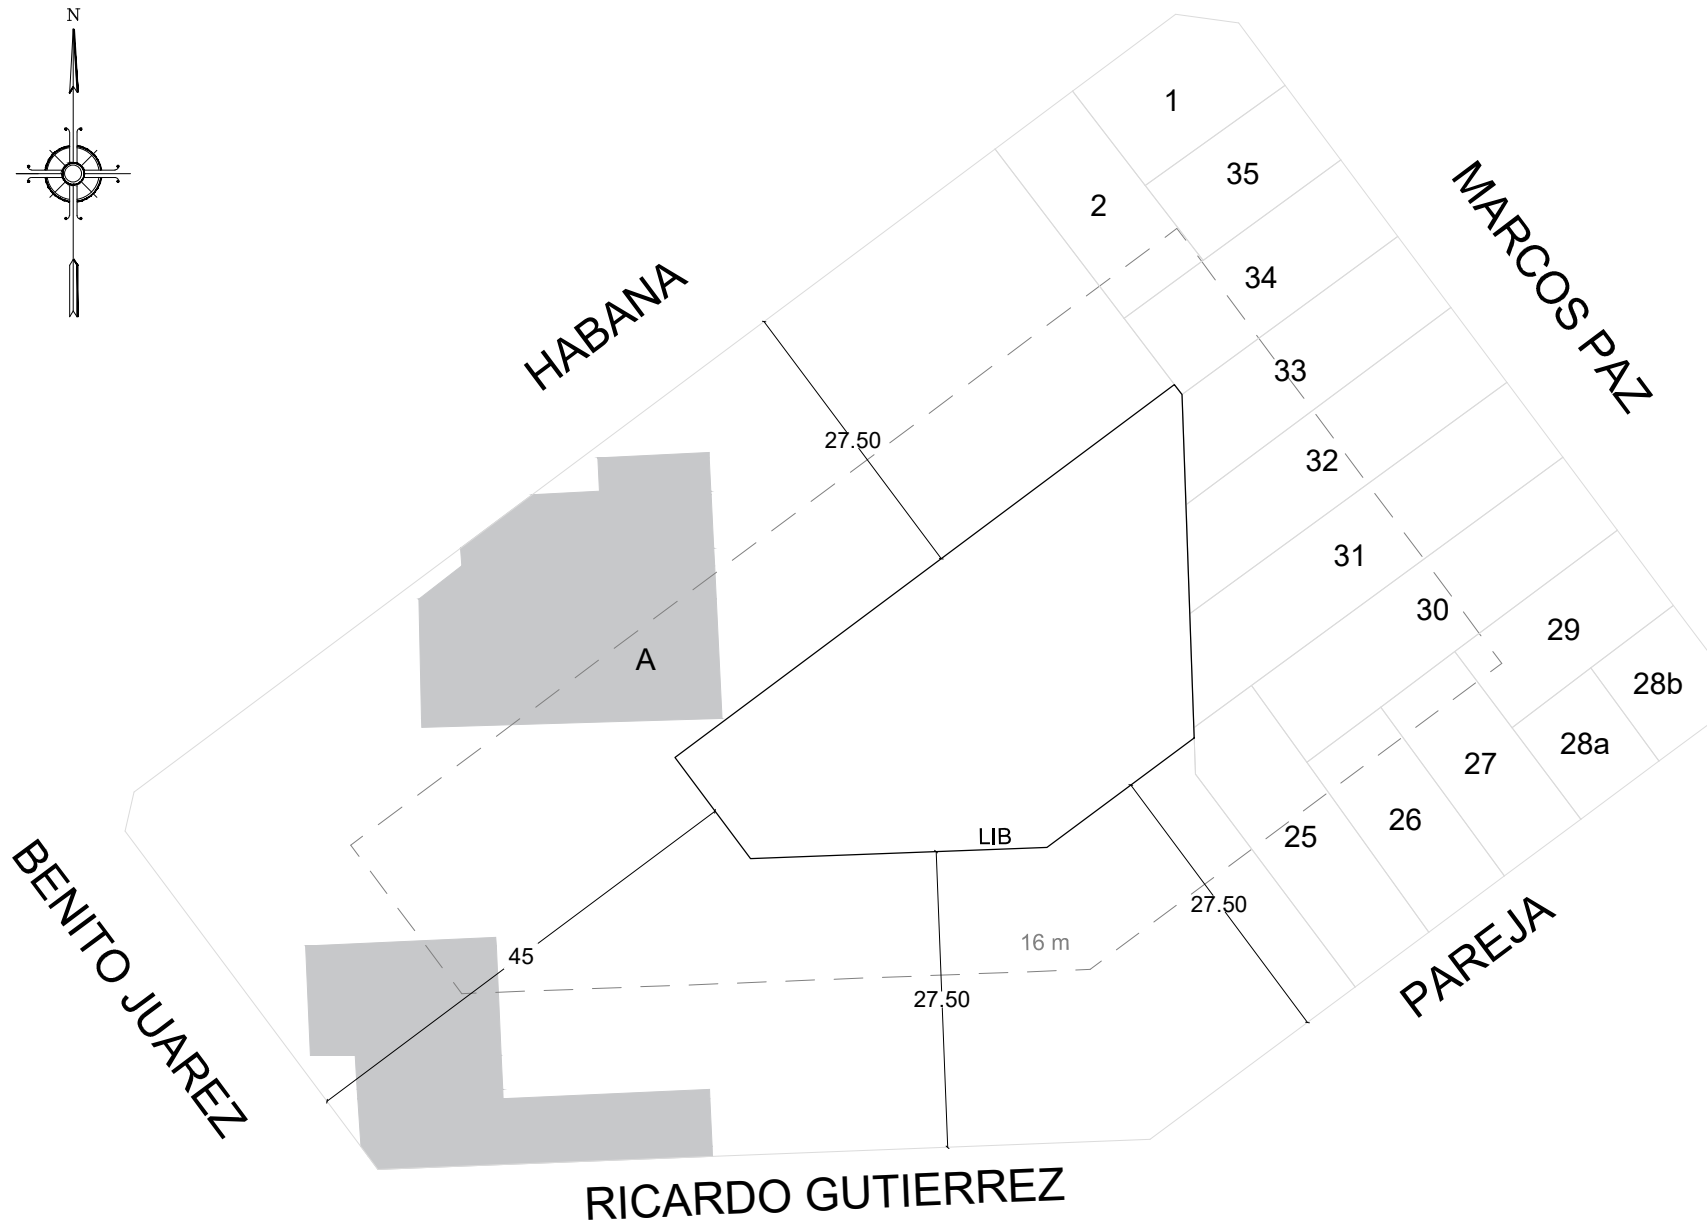 N
1
35
2
MARCOS PAZ
34
HABANA
33
27.50
32
31
30
29
A
28b
28a
27
26
LIB
25
BENITO JUAREZ
27.50
PAREJA
16 m
45
27.50
RICARDO GUTIERREZ